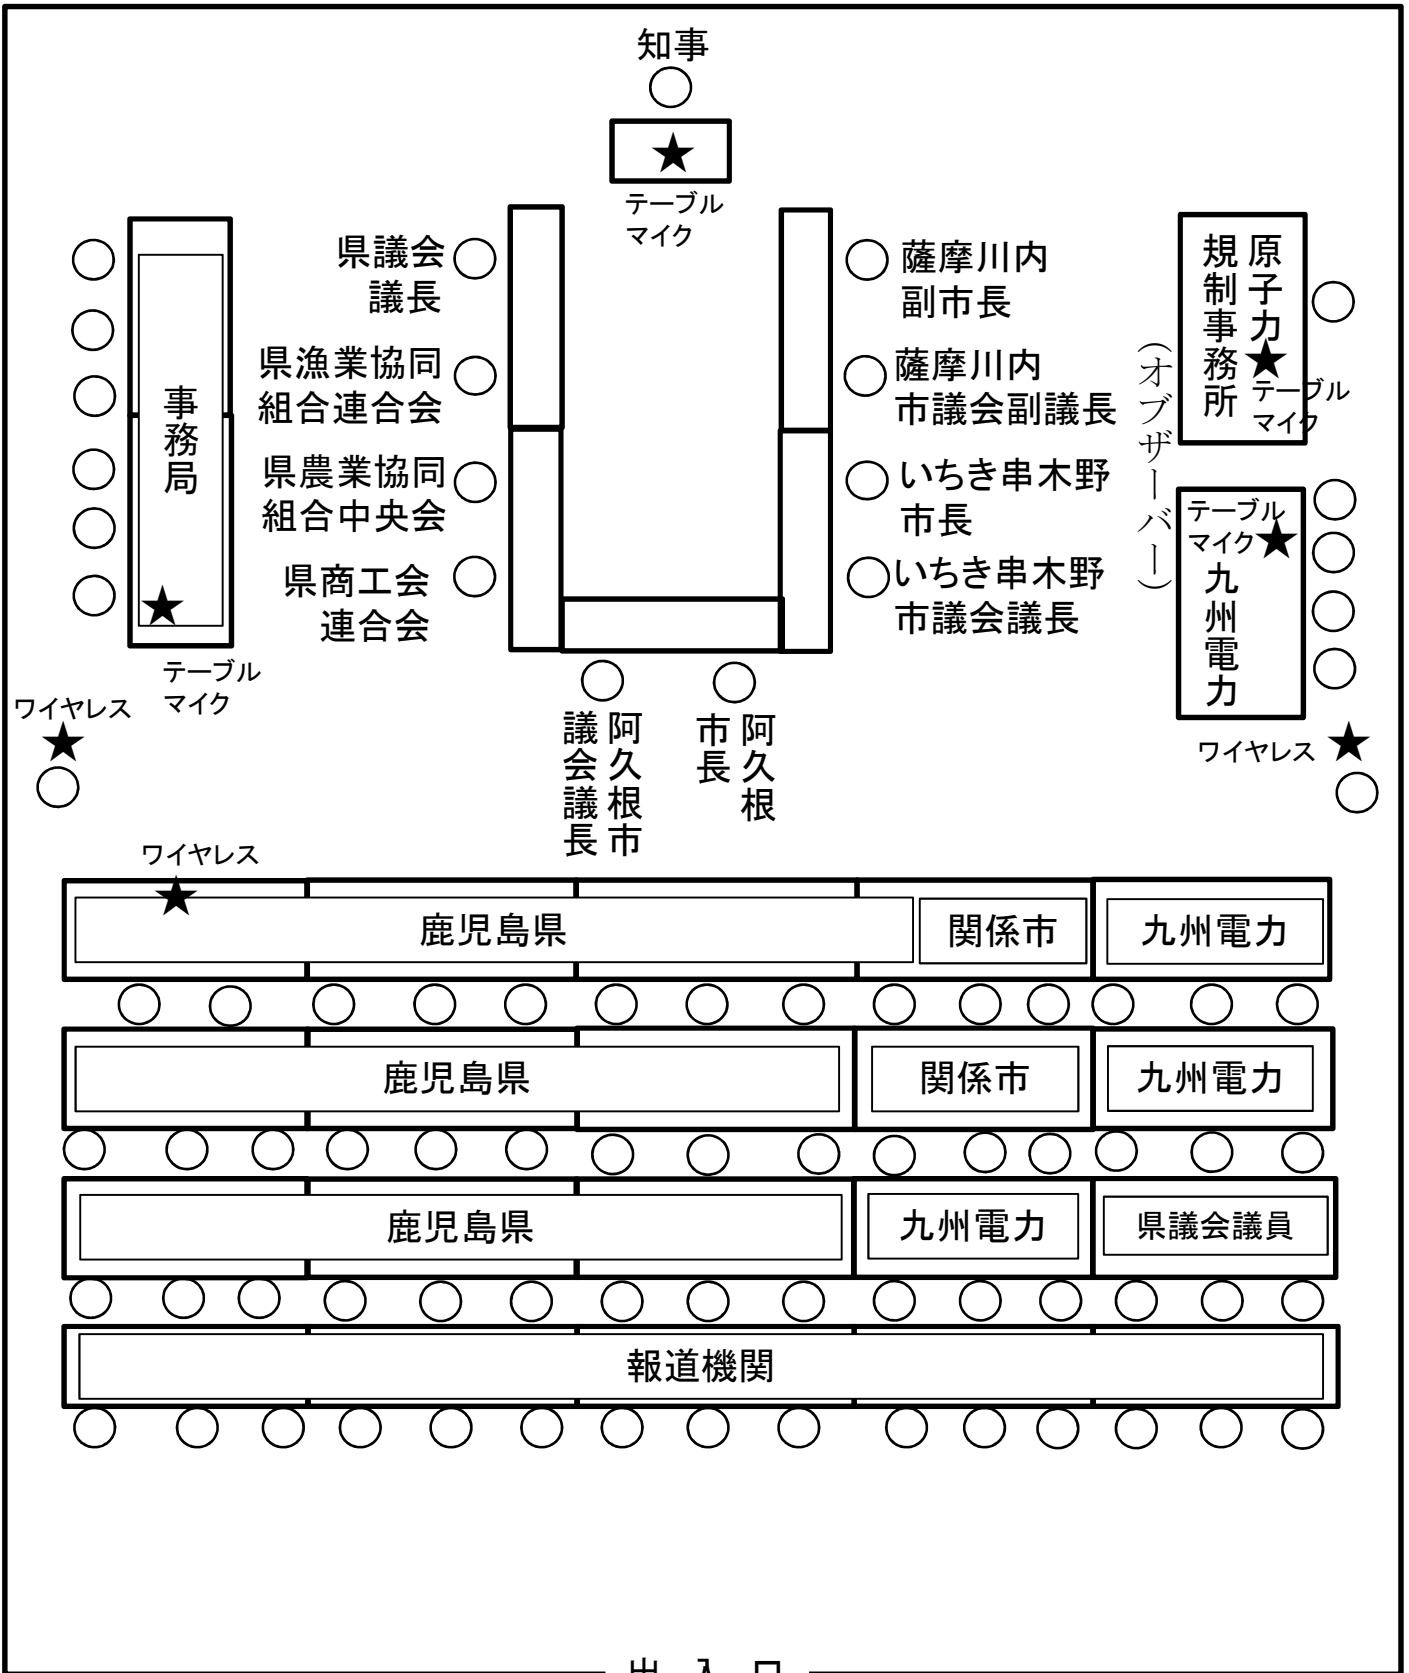 知事
★
テーブル
マイク
県議会
議長
県漁業協同
組合連合会
県農業協同
組合中央会
県商工会
連合会
薩摩川内
副市長
薩摩川内
市議会副議長
いちき串木野
市長
いちき串木野
市議会議長
阿久根
市長
阿久根市
議会議長
事務局
★
テーブル
マイク
ワイヤレス
★
(オブザーバー)
原子力
規制事務所
★
テーブル
マイク
テーブル
マイク★
九州電力
ワイヤレス ★
ワイヤレス
★
鹿児島県 関係市 九州電力
鹿児島県 関係市 九州電力
鹿児島県 九州電力 県議会議員
報道機関
出 入 口